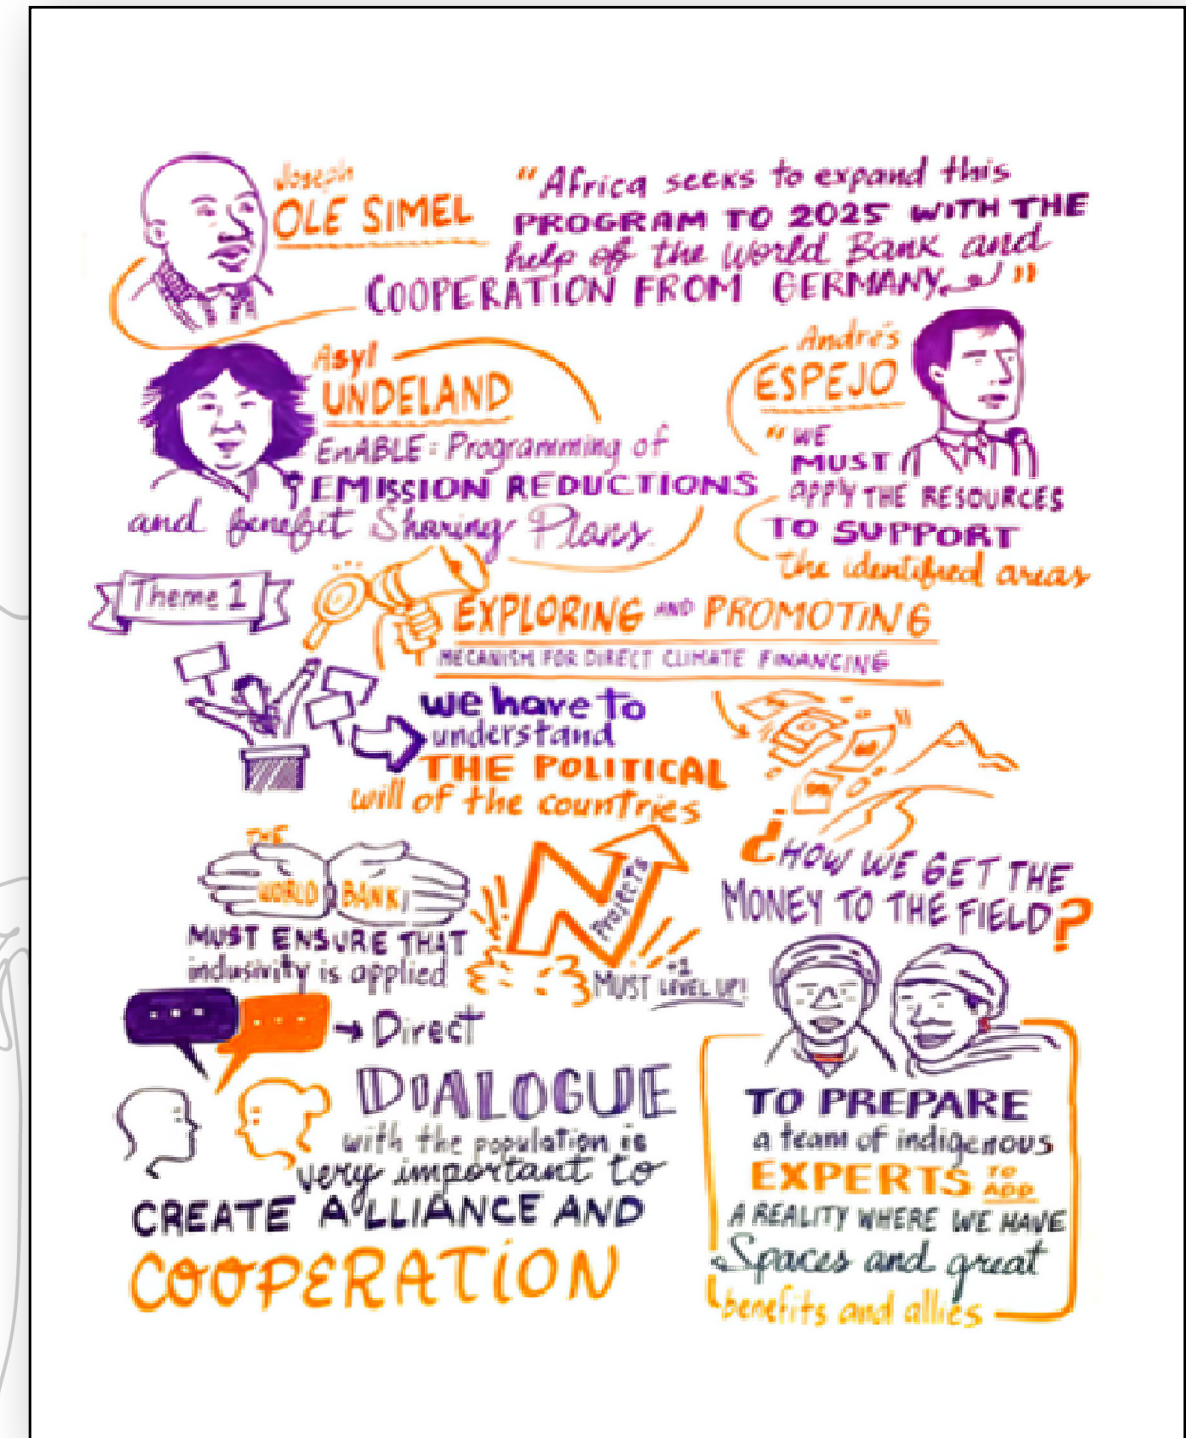 Joseph
OLE SIMEL
"Africa seeks to expand this
PROGRAM TO 2025 WITH THE
help of the World Bank and
COOPERATION FROM GERMANY."
Asyl
UNDELAND
EnABLE: Programming of
EMISSION REDUCTIONS
and benefit Sharing Plans.
Andrés
ESPEJO
"WE
MUST
APPLY THE RESOURCES
TO SUPPORT
the identified areas
Theme 1
EXPLORING AND PROMOTING
MECANISM FOR DIRECT CLIMATE FINANCING
we have to
understand
THE POLITICAL
will of the countries
¿HOW WE GET THE
MONEY TO THE FIELD?
THE
WORLD BANK
MUST ENSURE THAT
inclusivity is applied
Projects
MUST +1
LEVEL UP!!
→ Direct
DIALOGUE
with the population is
very important to
CREATE ALLIANCE AND
COOPERATION
TO PREPARE
a team of indigenous
EXPERTS TO
ADD
A REALITY WHERE WE HAVE
Spaces and great
benefits and allies